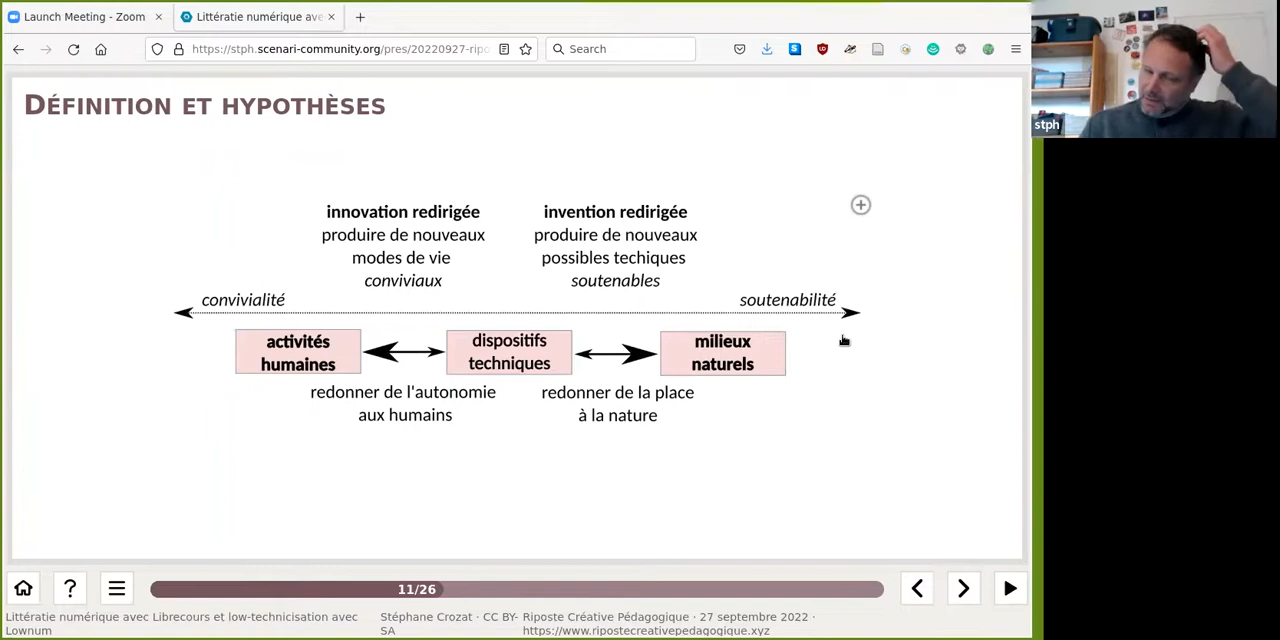 Launch Meeting - Zoom
Littératie numérique ave
https://stph.scenari-community.org/pres/20220927-ripo
Search
DÉFINITION ET HYPOTHÈSES
stph
innovation redirigée
produire de nouveaux
modes de vie
conviviaux
invention redirigée
produire de nouveaux
possibles techiques
soutenables
convivialité
soutenabilité
activités
humaines
dispositifs
techniques
milieux
naturels
redonner de l'autonomie
aux humains
redonner de la place
à la nature
11/26
Littératie numérique avec Librecours et low-technicisation avec
Lownum
Stéphane Crozat · CC BY-
SA
Riposte Créative Pédagogique · 27 septembre 2022 ·
https://www.ripostecreativepedagogique.xyz